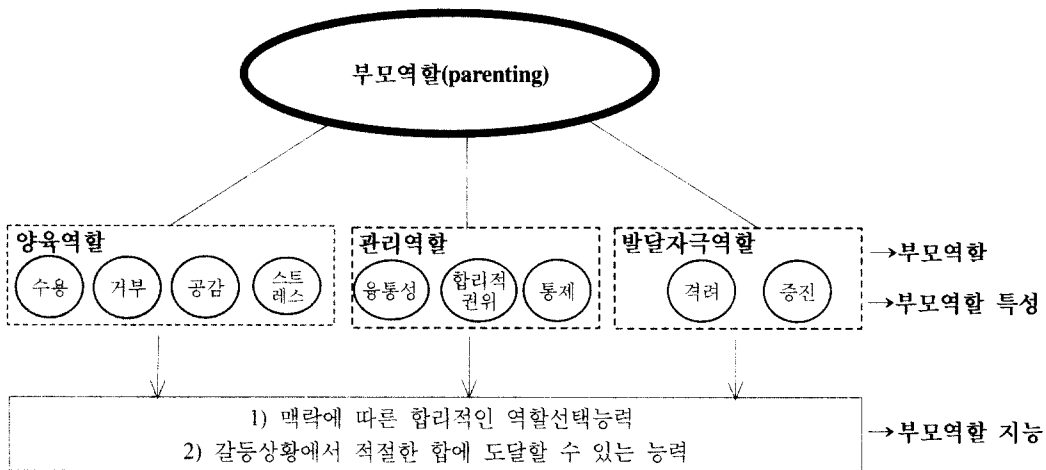 부모역할(parenting)
양육역할
수용 거부 공감 스트
레스
관리역할
융통성 합리적
권위 통제
발달자극역할
격려 증진
→부모역할
→부모역할 특성
1) 맥락에 따른 합리적인 역할선택능력
2) 갈등상황에서 적절한 합에 도달할 수 있는 능력
→부모역할 지능